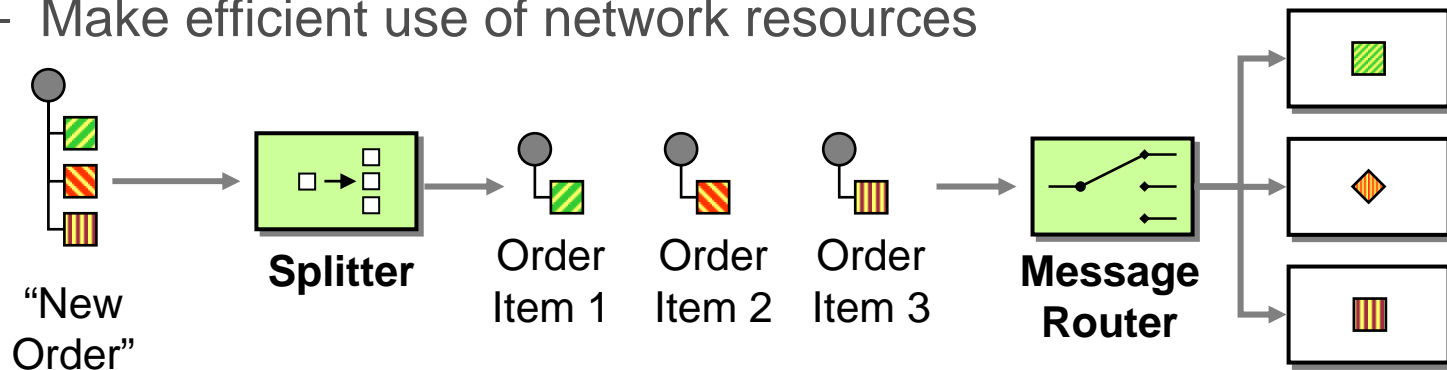 - Make efficient use of network resources
“New
Order”
Splitter
Order
Item 1
Order
Item 2
Order
Item 3
Message
Router